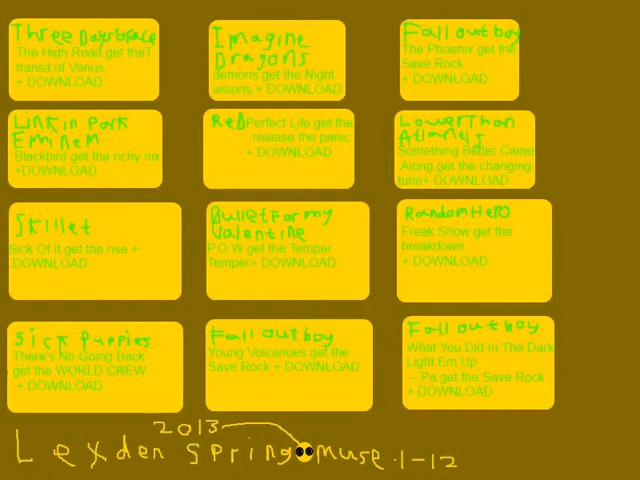 Three Days Grace
The High Road get theT
transit of Venus
+ DOWNLOAD
Imagine
Dragons
demons get the Night
visions + DOWNLOAD
Fall out boy
The Phoenix get the
Save Rock
+ DOWNLOAD
Linkin Park
Eminem
Blackbird get the nchy nix
+DOWNLOAD
Red Perfect Life get the
release the panic
+ DOWNLOAD
Lower Than
Atlantis
Something Better Came
Along get the changing
tune+ DOWNLOAD
Skillet
Sick Of It get tha rise +
DOWNLOAD
Bullet For my
Valentine
P O W get the Temper
Temper+ DOWNLOAD
Random Hero
Freak Show get the
breakdown
+ DOWNLOAD
Sick Puppies
There's No Going Back
get the WORLD CREW
+ DOWNLOAD
Fall out boy
Young Volcanoes get the
Save Rock + DOWNLOAD
Fall out boy
What You Did In The Dark
Light Em Up
– Pa get the Save Rock
+ DOWNLOAD
2013
Lexden Spring muse.1-12